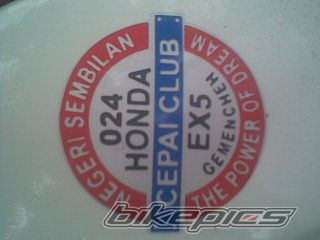 NEGERI SEMBILAN
024
HONDA
CEPAI CLUB
EX5
GEMENCHEH
THE POWER OF DREAM
bikepics